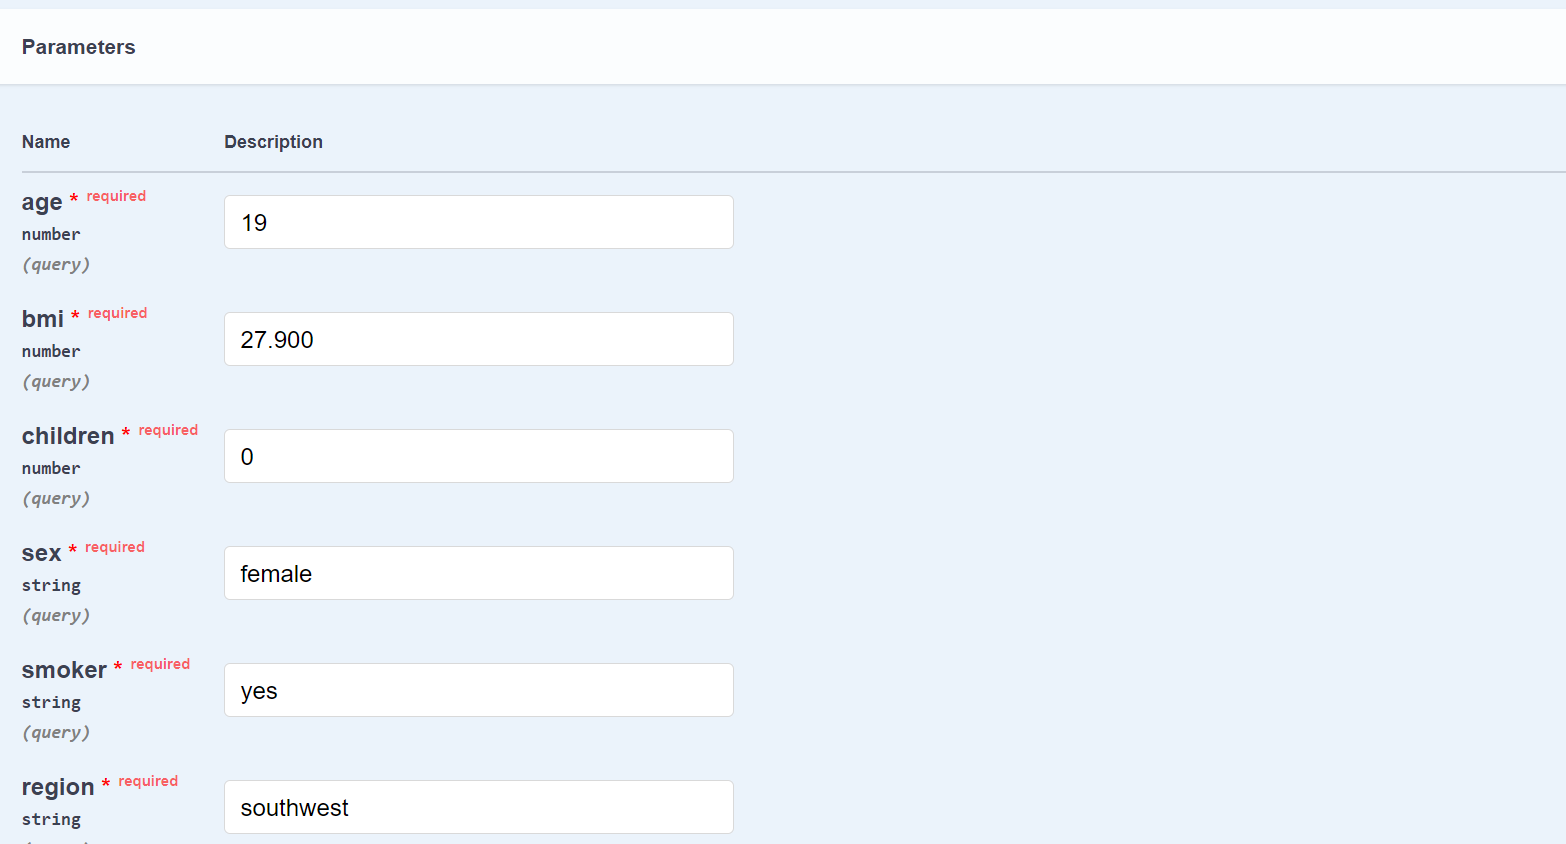 Parameters
Name Description
age * required
number
(query)
19
bmi * required
number
(query)
27.900
children * required
number
(query)
0
sex * required
string
(query)
female
smoker * required
string
(query)
yes
region * required
string
southwest